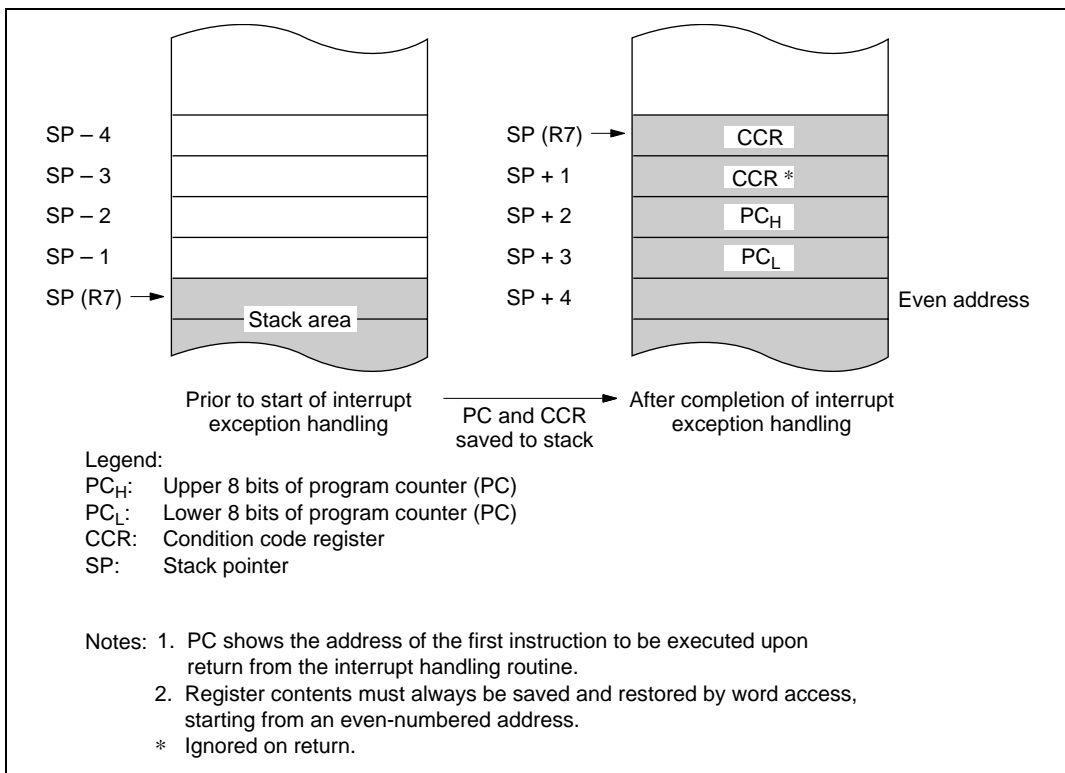 SP – 4
SP – 3
SP – 2
SP – 1
SP (R7)
Stack area
SP (R7)
SP + 1
SP + 2
SP + 3
SP + 4
CCR
CCR *
PCH
PCL
Even address
Prior to start of interrupt
exception handling
PC and CCR
saved to stack
After completion of interrupt
exception handling
Legend:
PCH: Upper 8 bits of program counter (PC)
PCL: Lower 8 bits of program counter (PC)
CCR: Condition code register
SP: Stack pointer
Notes: 1. PC shows the address of the first instruction to be executed upon
return from the interrupt handling routine.
2. Register contents must always be saved and restored by word access,
starting from an even-numbered address.
* Ignored on return.